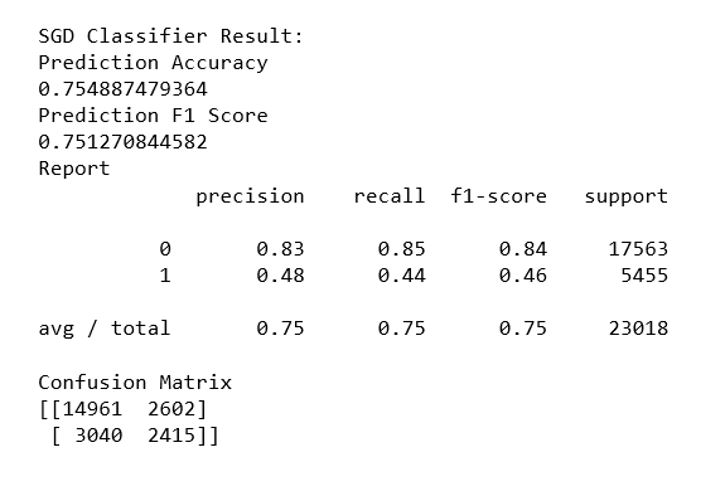 SGD Classifier Result:
Prediction Accuracy
0.754887479364
Prediction F1 Score
0.751270844582
Report
precision recall f1-score support
0 0.83 0.85 0.84 17563
1 0.48 0.44 0.46 5455
avg / total 0.75 0.75 0.75 23018
Confusion Matrix
[[14961 2602]
[ 3040 2415]]